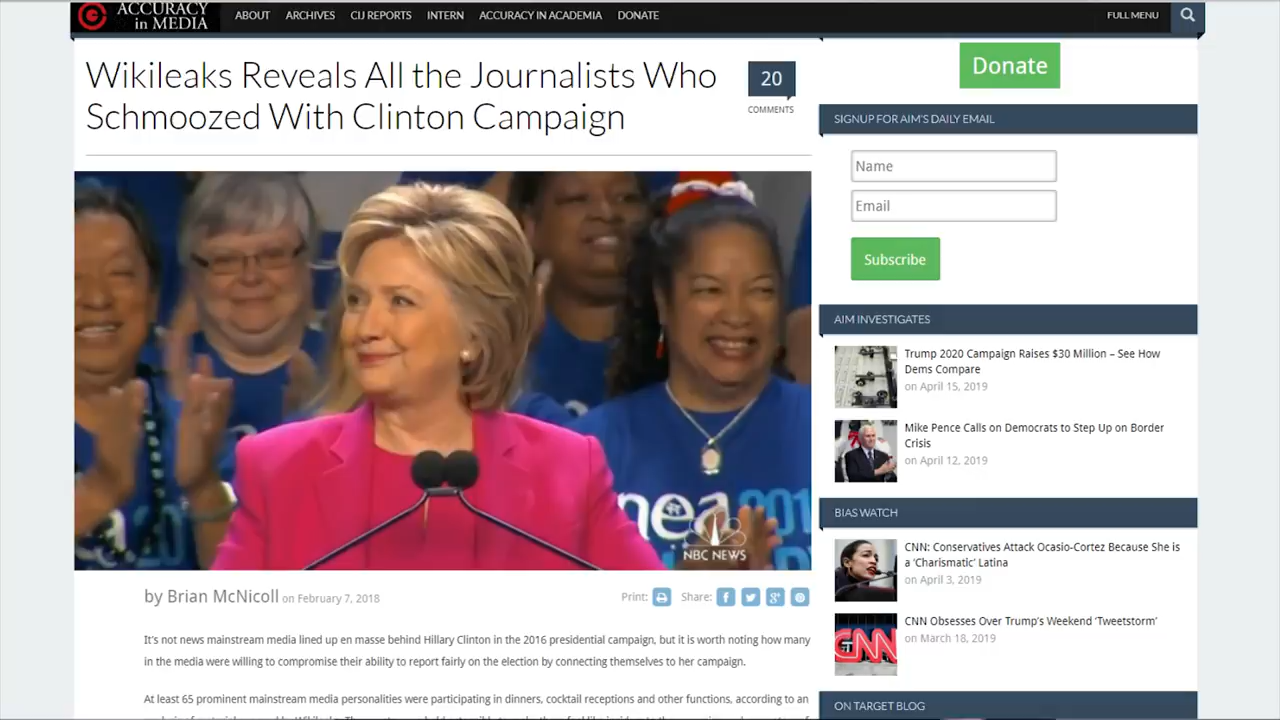 ACCURACY
in MEDIA
ABOUT ARCHIVES CIJ REPORTS INTERN ACCURACY IN ACADEMIA DONATE FULL MENU
Wikileaks Reveals All the Journalists Who
Schmoozed With Clinton Campaign
20
COMMENTS
nea
201
NBC NEWS
by Brian McNicoll on February 7, 2018
Print: Share:
It's not news mainstream media lined up en masse behind Hillary Clinton in the 2016 presidential campaign, but it is worth noting how many
in the media were willing to compromise their ability to report fairly on the election by connecting themselves to her campaign.
At least 65 prominent mainstream media personalities were participating in dinners, cocktail receptions and other functions, according to an
Donate
SIGNUP FOR AIM'S DAILY EMAIL
Name
Email
Subscribe
AIM INVESTIGATES
Trump 2020 Campaign Raises $30 Million – See How
Dems Compare
on April 15, 2019
Mike Pence Calls on Democrats to Step Up on Border
Crisis
on April 12, 2019
BIAS WATCH
CNN: Conservatives Attack Ocasio-Cortez Because She is
a ‘Charismatic’ Latina
on April 3, 2019
CNN
CNN Obsesses Over Trump's Weekend ‘Tweetstorm’
on March 18, 2019
ON TARGET BLOG